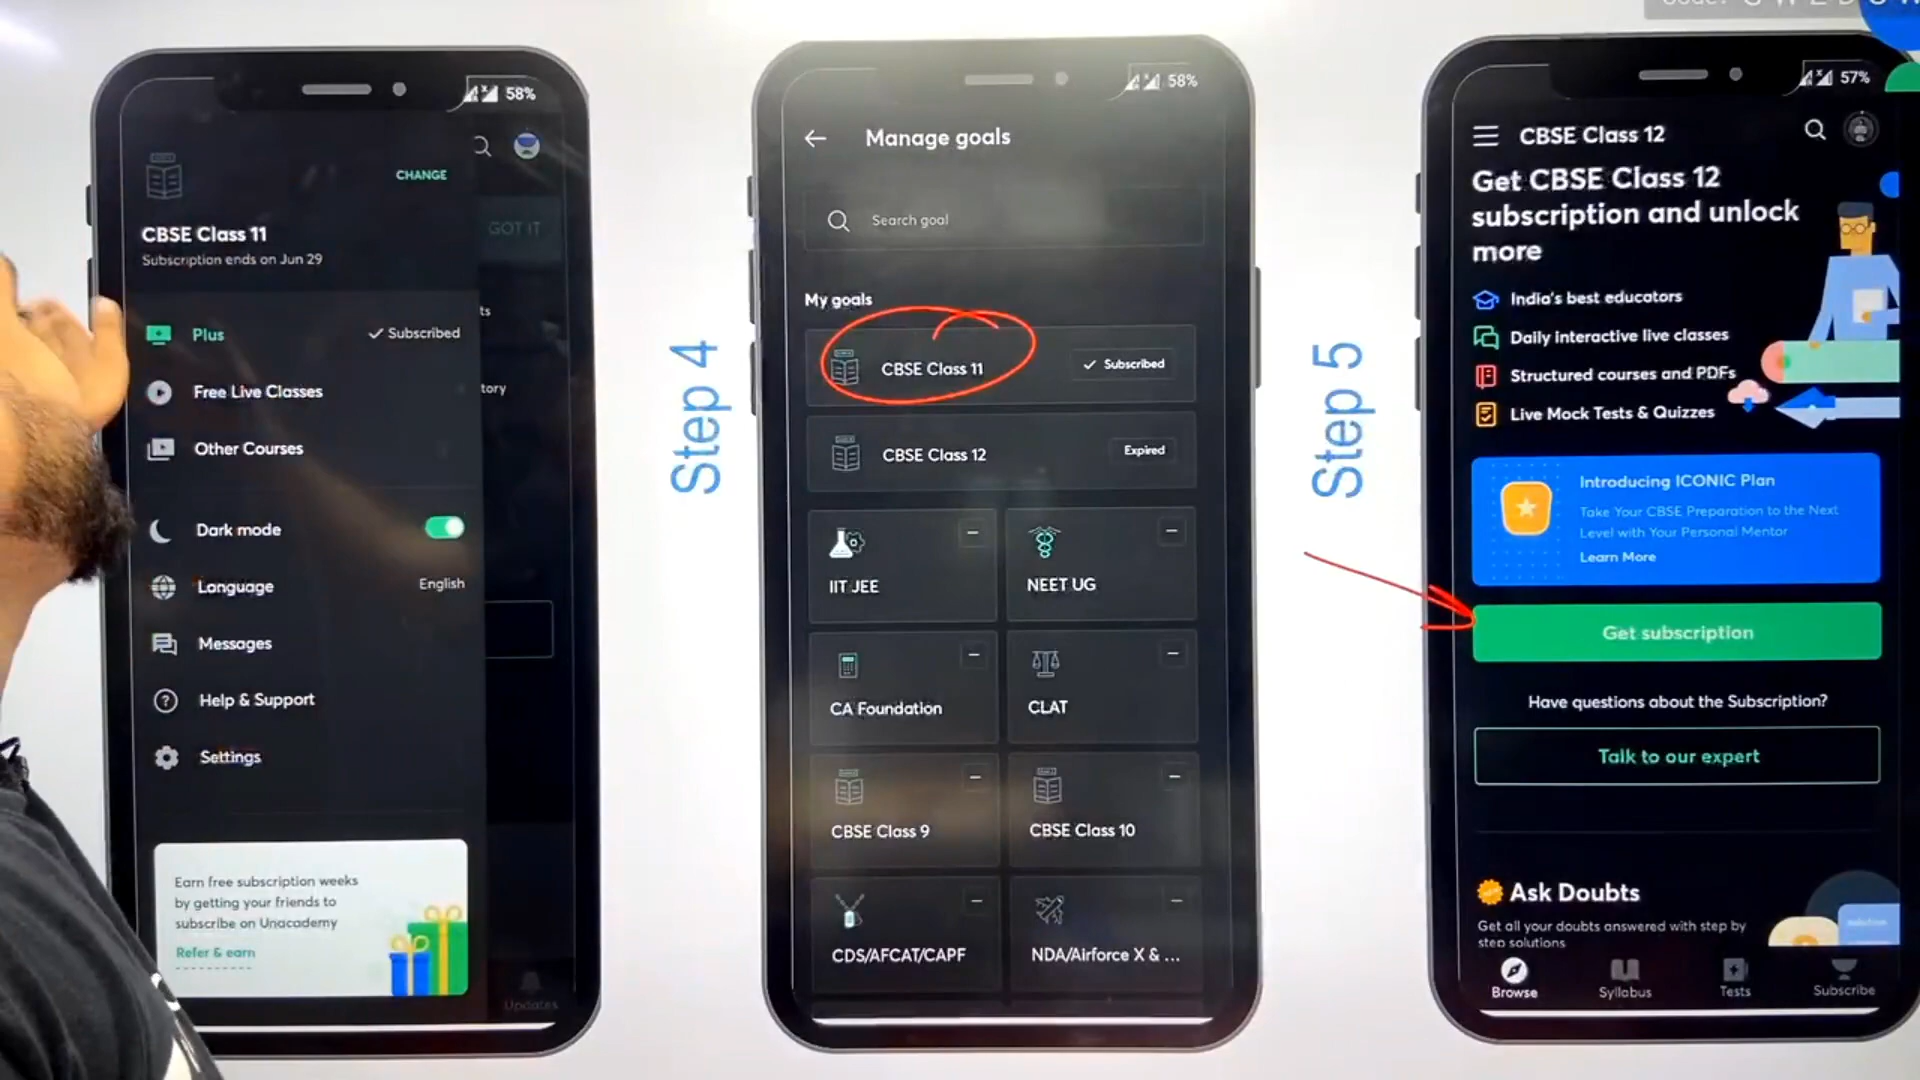 58%
CHANGE
CBSE Class 11
Subscription ends on Jun 29
GOT IT
Plus
Subscribed
Free Live Classes
Other Courses
Dark mode
Language
English
Messages
Help & Support
Settings
Earn free subscription weeks
by getting your friends to
subscribe on Unacademy
Refer & earn
Updates
Step 4
58%
Manage goals
Search goal
My goals
CBSE Class 11
Subscribed
CBSE Class 12
Expired
IIT JEE
NEET UG
CA Foundation
CLAT
CBSE Class 9
CBSE Class 10
CDS/AFCAT/CAPF
NDA/Airforce X & ...
Step 5
57%
CBSE Class 12
Get CBSE Class 12
subscription and unlock
more
India's best educators
Daily interactive live classes
Structured courses and PDFs
Live Mock Tests & Quizzes
Introducing ICONIC Plan
Take Your CBSE Preparation to the Next
Level with Your Personal Mentor
Learn More
Get subscription
Have questions about the Subscription?
Talk to our expert
Ask Doubts
Get all your doubts answered with step by
step solutions
Browse
Syllabus
Tests
Subscribe